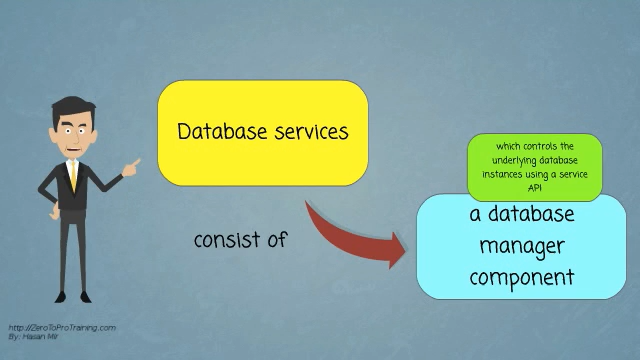 Database services
consist of
which controls the
underlying database
instances using a service
API
a database
manager
component
http://ZeroToProTraining.com
By: Hasan Mir